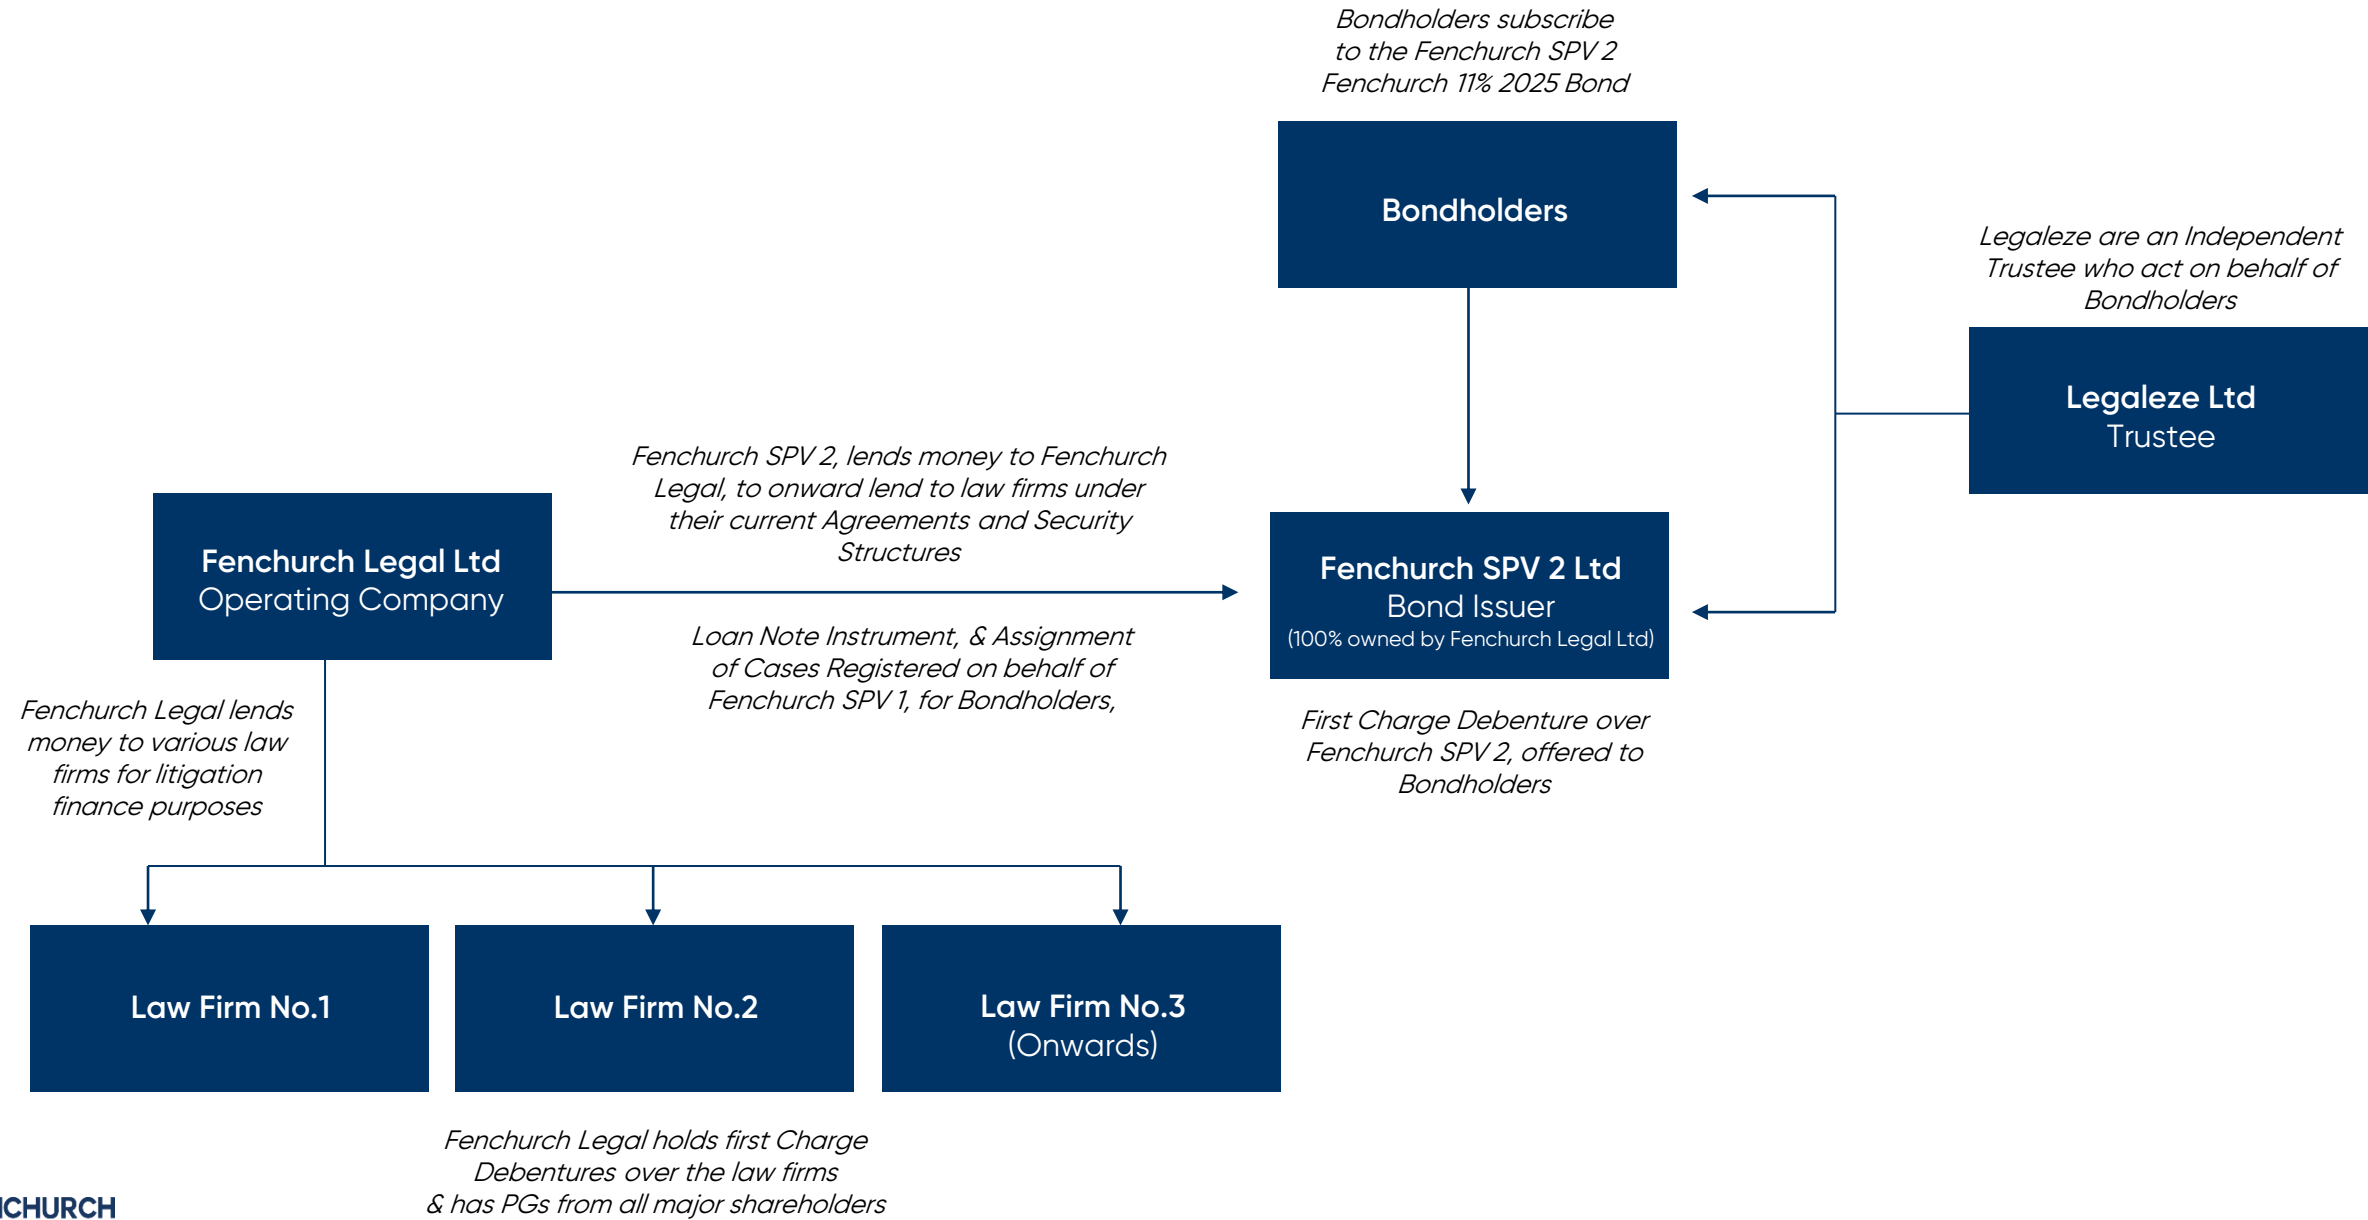 Bondholders subscribe
to the Fenchurch SPV 2
Fenchurch 11% 2025 Bond
Bondholders
Legaleze are an Independent
Trustee who act on behalf of
Bondholders
Legaleze Ltd
Trustee
Fenchurch SPV 2, lends money to Fenchurch
Legal, to onward lend to law firms under
their current Agreements and Security
Structures
Fenchurch Legal Ltd
Operating Company
Fenchurch SPV 2 Ltd
Bond Issuer
(100% owned by Fenchurch Legal Ltd)
Loan Note Instrument, & Assignment
of Cases Registered on behalf of
Fenchurch SPV 1, for Bondholders,
First Charge Debenture over
Fenchurch SPV 2, offered to
Bondholders
Fenchurch Legal lends
money to various law
firms for litigation
finance purposes
Law Firm No.1
Law Firm No.2
Law Firm No.3
(Onwards)
Fenchurch Legal holds first Charge
Debentures over the law firms
& has PGs from all major shareholders
CHURCH